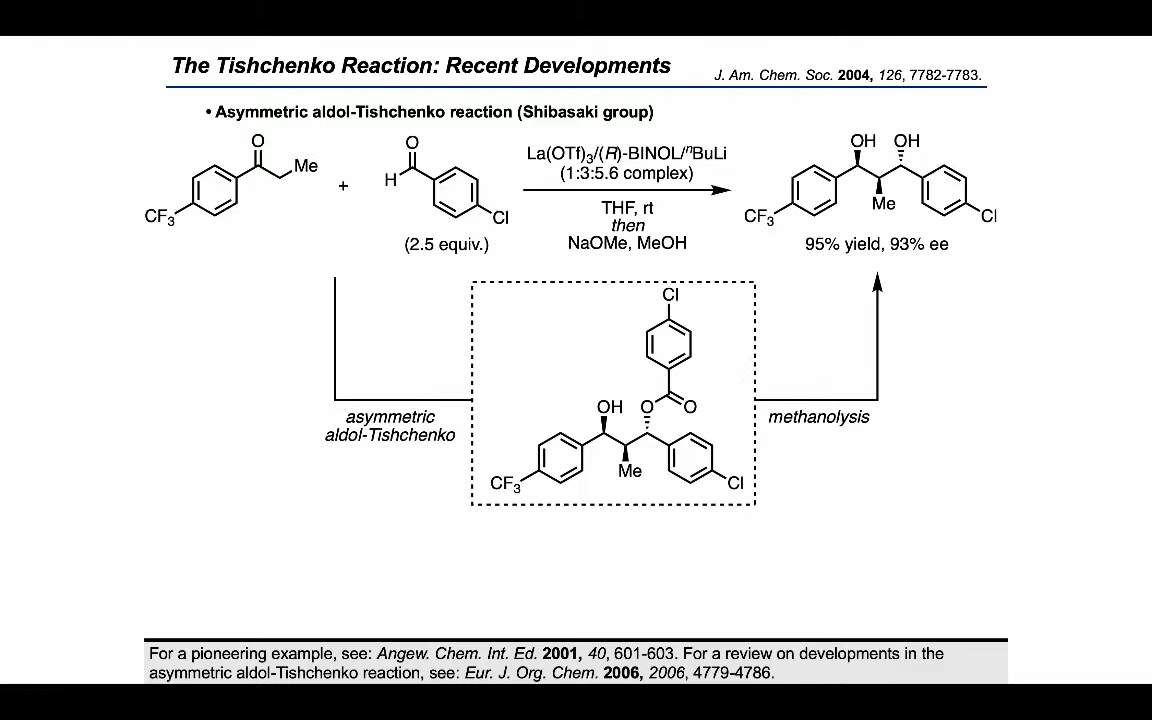 The Tishchenko Reaction: Recent Developments
J. Am. Chem. Soc. 2004, 126, 7782-7783.
• Asymmetric aldol-Tishchenko reaction (Shibasaki group)
O
Me
CF3
+
O
H
Cl
(2.5 equiv.)
La(OTf)3/(R)-BINOL/nBuLi
(1:3:5.6 complex)
THF, rt
then
NaOMe, MeOH
OH OH
Me
CF3
Cl
95% yield, 93% ee
asymmetric
aldol-Tishchenko
Cl
OH O O
Me
CF3
Cl
methanolysis
For a pioneering example, see: Angew. Chem. Int. Ed. 2001, 40, 601-603. For a review on developments in the
asymmetric aldol-Tishchenko reaction, see: Eur. J. Org. Chem. 2006, 2006, 4779-4786.